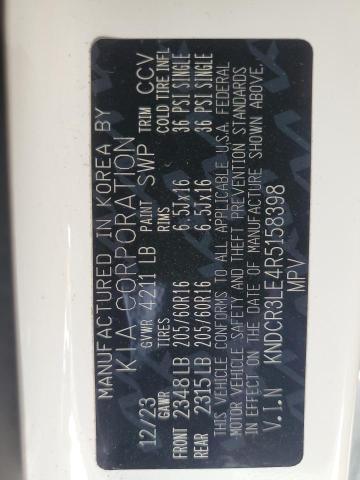 MANUFACTURED IN KOREA BY
KIA CORPORATION
12/23 GVWR 4211 LB PAINT SWP TRIM CCV
GAWR TIRES RIMS COLD TIRE INFL
FRONT 2348LB 205/60R16 6.5Jx16 36 PSI SINGLE
REAR 2315LB 205/60R16 6.5Jx16 36 PSI SINGLE
THIS VEHICLE CONFORMS TO ALL APPLICABLE U.S.A. FEDERAL
MOTOR VEHICLE SAFETY AND THEFT PREVENTION STANDARDS
IN EFFECT ON THE DATE OF MANUFACTURE SHOWN ABOVE.
V.I.N KNDCR3LE4R5158398
MPV